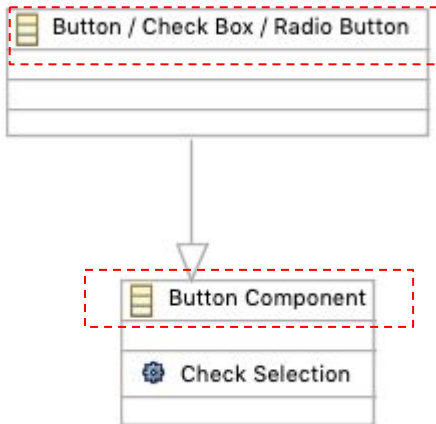 Button / Check Box / Radio Button
Button Component
Check Selection